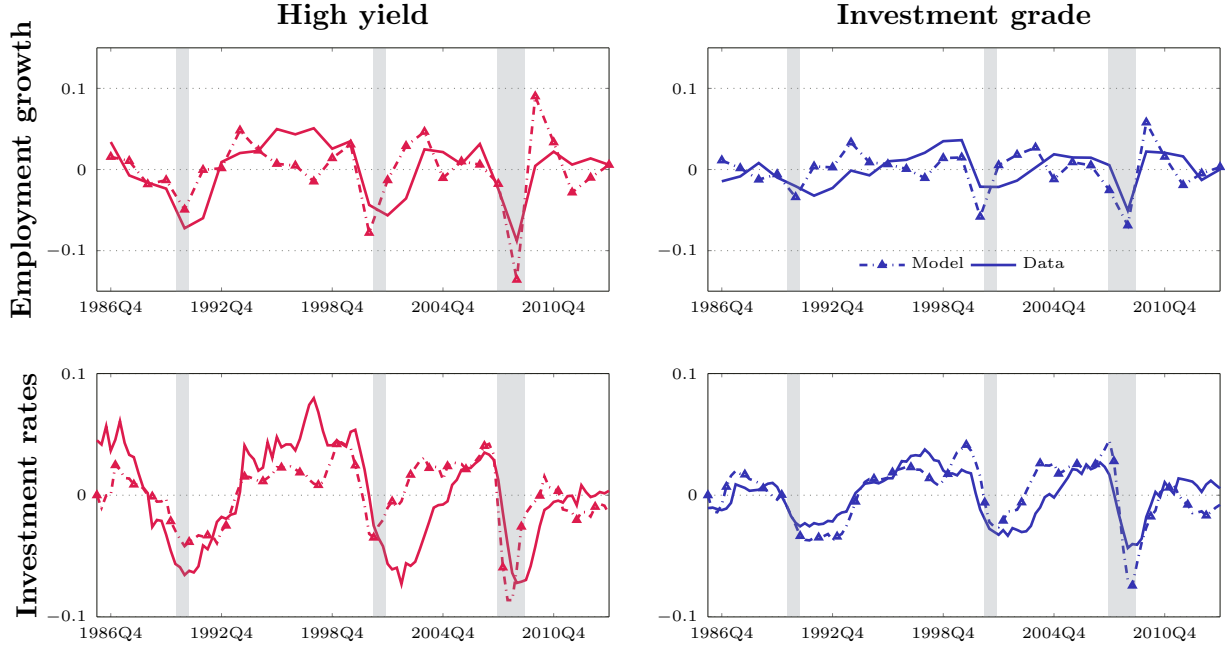 High yield
Investment grade
Employment growth
0.1
0
−0.1
1986Q4 1992Q4 1998Q4 2004Q4 2010Q4
0.1
0
−0.1
Model Data
1986Q4 1992Q4 1998Q4 2004Q4 2010Q4
Investment rates
0.1
0
−0.1
1986Q4 1992Q4 1998Q4 2004Q4 2010Q4
0.1
0
−0.1
1986Q4 1992Q4 1998Q4 2004Q4 2010Q4